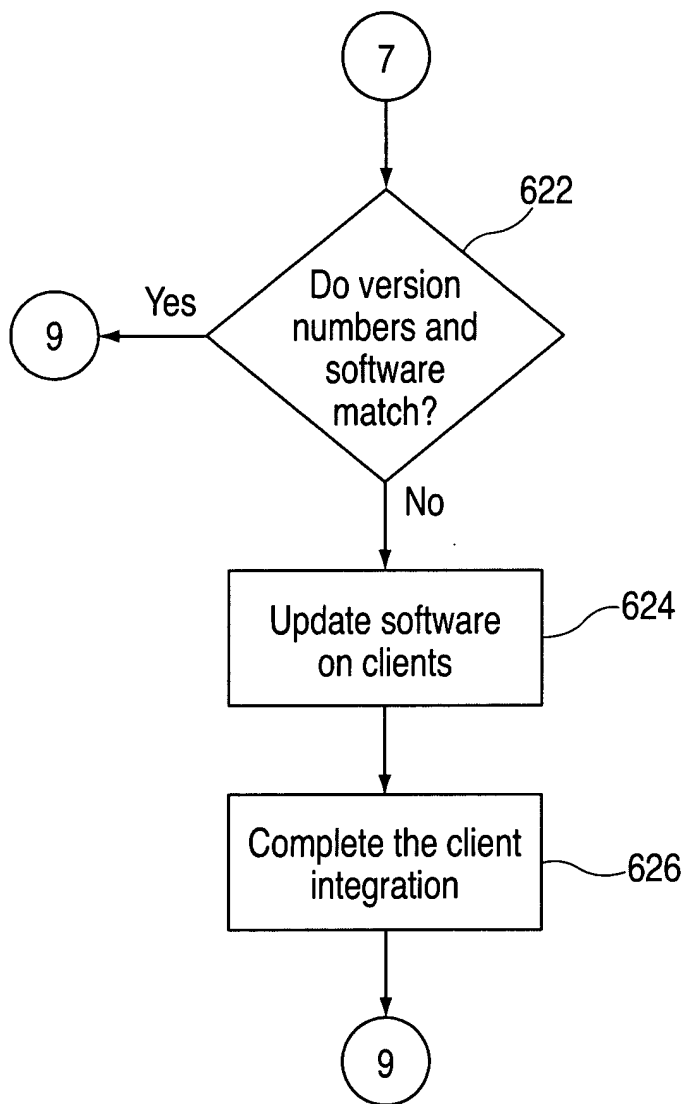 7
622
Do version
numbers and
software
match?
Yes
9
No
Update software
on clients
624
Complete the client
integration
626
9